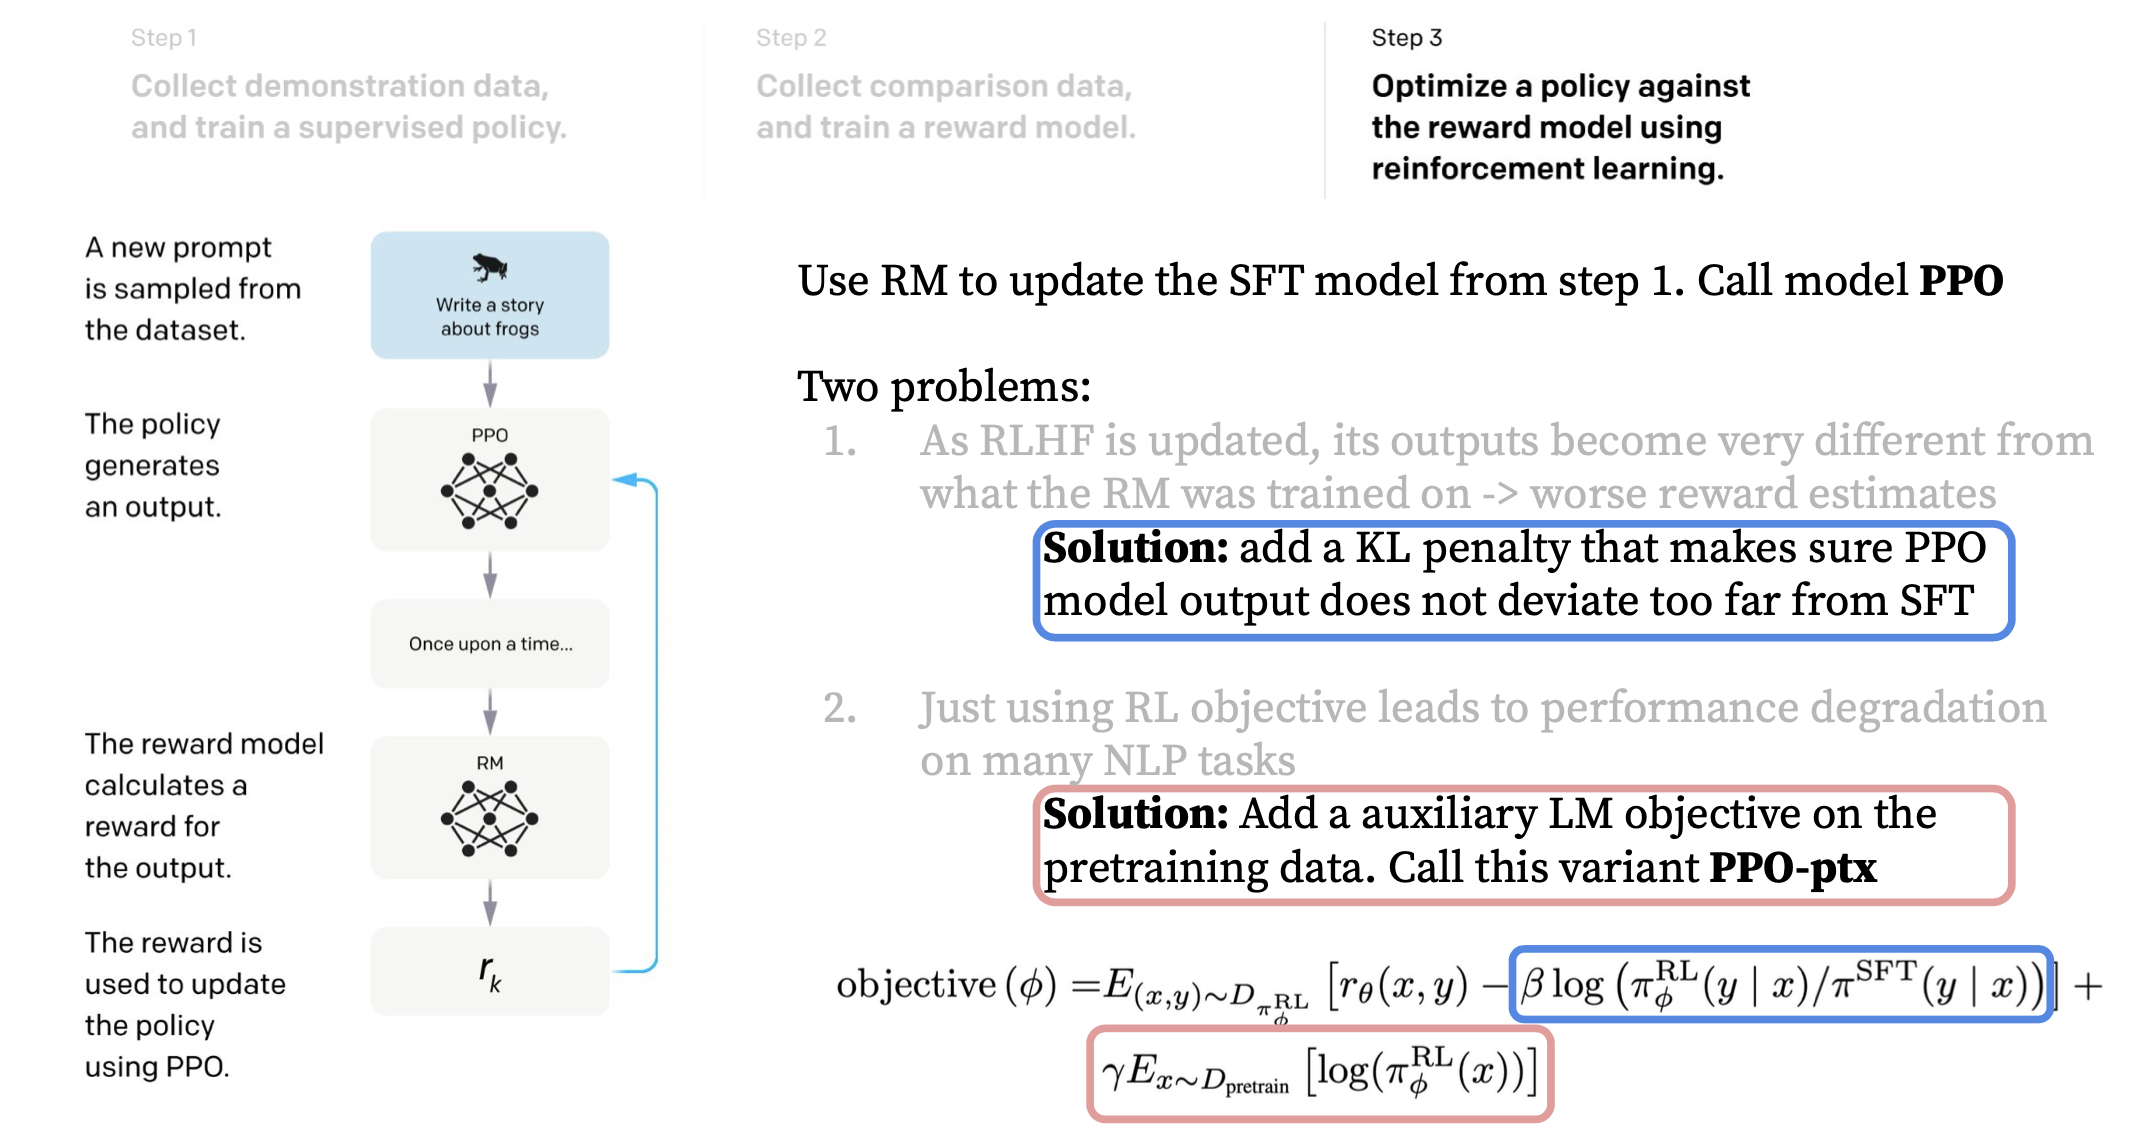 Step 1
Collect demonstration data,
and train a supervised policy.
Step 2
Collect comparison data,
and train a reward model.
Step 3
Optimize a policy against
the reward model using
reinforcement learning.
A new prompt
is sampled from
the dataset.
Write a story
about frogs
The policy
generates
an output.
PPO
Once upon a time...
The reward model
calculates a
reward for
the output.
RM
The reward is
used to update
the policy
using PPO.
r_k
Use RM to update the SFT model from step 1. Call model PPO
Two problems:
1. As RLHF is updated, its outputs become very different from
what the RM was trained on -> worse reward estimates
Solution: add a KL penalty that makes sure PPO
model output does not deviate too far from SFT
2. Just using RL objective leads to performance degradation
on many NLP tasks
Solution: Add a auxiliary LM objective on the
pretraining data. Call this variant PPO-ptx
objective (ϕ) =E_{(x,y)∼D_{π_ϕ^{RL}}} [r_θ(x, y) − β log (π_ϕ^{RL}(y | x)/π^{SFT}(y | x))] +
γE_{x∼D_{pretrain}} [log(π_ϕ^{RL}(x))]